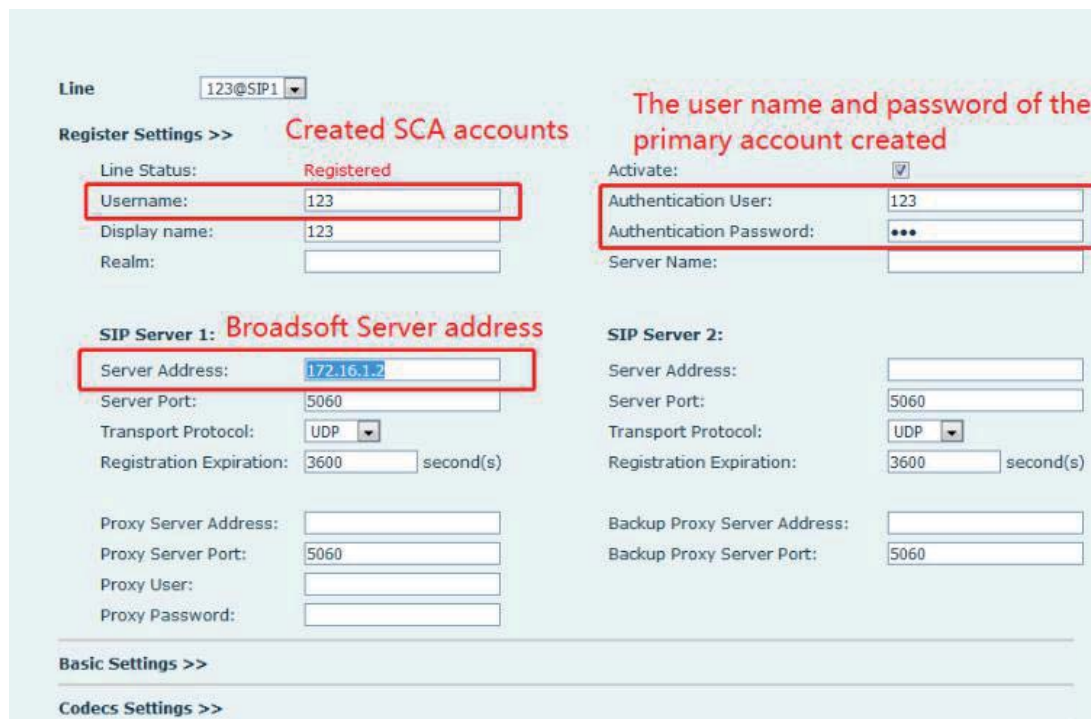 Line 123@SIP1
The user name and password of the
primary account created
Register Settings >> Created SCA accounts
Line Status: Registered Activate:
Username: 123 Authentication User: 123
Display name: 123 Authentication Password: •••
Realm: Server Name:
SIP Server 1: Broadsoft Server address SIP Server 2:
Server Address: 172.16.1.2 Server Address:
Server Port: 5060 Server Port: 5060
Transport Protocol: UDP Transport Protocol: UDP
Registration Expiration: 3600 second(s) Registration Expiration: 3600 second(s)
Proxy Server Address: Backup Proxy Server Address:
Proxy Server Port: 5060 Backup Proxy Server Port: 5060
Proxy User:
Proxy Password:
Basic Settings >>
Codecs Settings >>